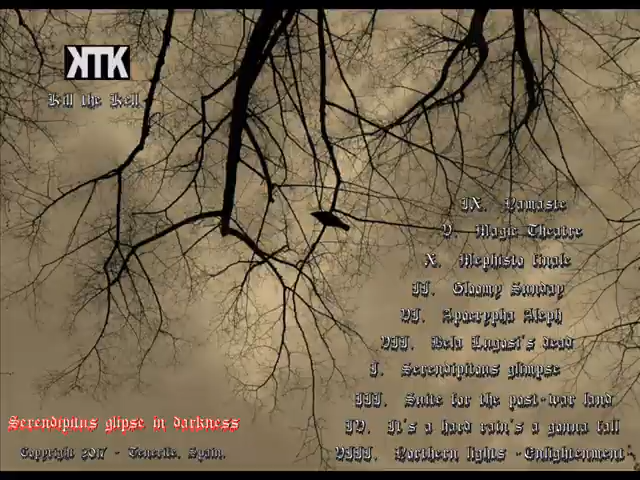 KTK
Kill the Kell
IX. Namaste
V. Magic Theatre
X. Mephisto finale
II. Gloomy Sunday
VI. Apocrypha Aleph
VII. Bela Lugosi's dead
I. Serendipitous glimpse
III. Suite for the post-war land
IV. It's a hard rain's a gonna fall
VIII. Northern lights - Enlightenment
Serendipitus glipse in darkness
Copyright 2017 - Tenerife, Spain.